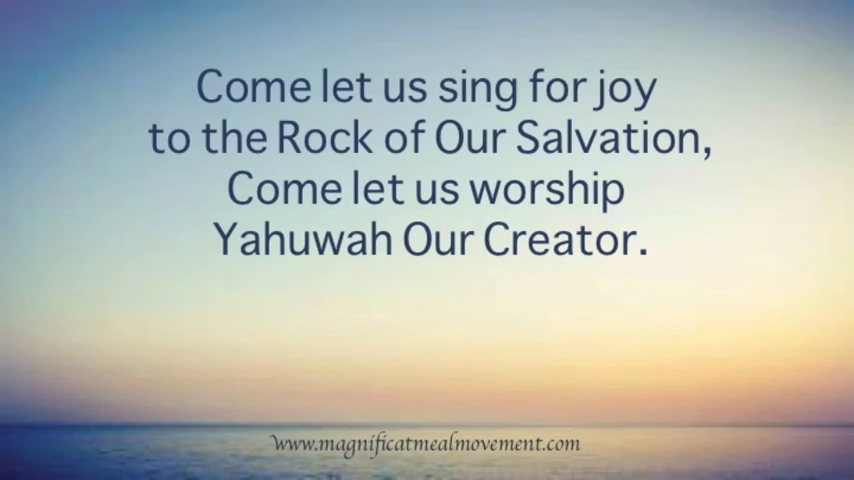 Come let us sing for joy
to the Rock of Our Salvation,
Come let us worship
Yahuwah Our Creator.
www.magnificatmealmovement.com